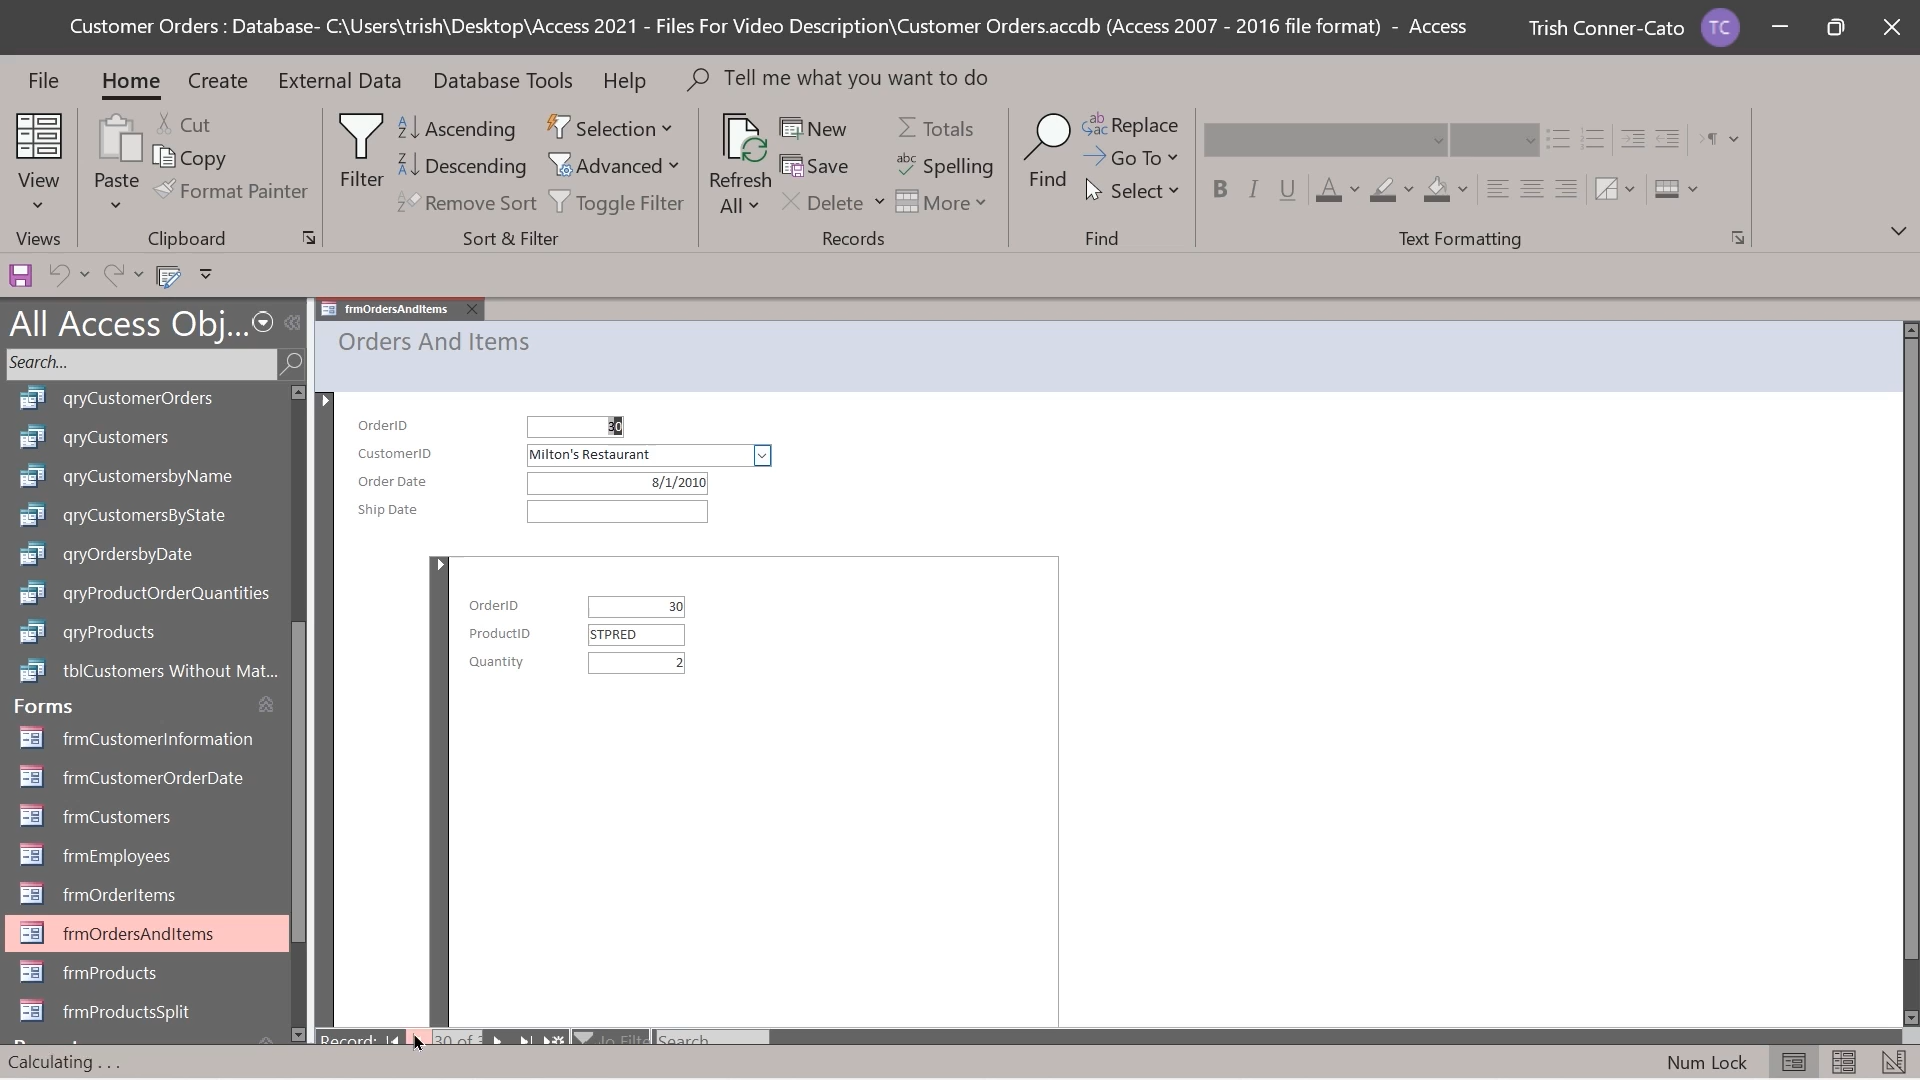 Customer Orders : Database- C:\Users\trish\Desktop\Access 2021 - Files For Video Description\Customer Orders.accdb (Access 2007 - 2016 file format) - Access
Trish Conner-Cato TC
File Home Create External Data Database Tools Help Tell me what you want to do
View
Views
Paste
Cut
Copy
Format Painter
Clipboard
Filter
Ascending
Descending
Remove Sort
Selection
Advanced
Toggle Filter
Sort & Filter
Refresh
All
New
Save
Delete
Totals
Spelling
More
Records
Find
Replace
Go To
Select
Find
B I U A
Text Formatting
All Access Obj...
Search...
qryCustomerOrders
qryCustomers
qryCustomersbyName
qryCustomersByState
qryOrdersbyDate
qryProductOrderQuantities
qryProducts
tblCustomers Without Mat...
Forms
frmCustomerInformation
frmCustomerOrderDate
frmCustomers
frmEmployees
frmOrderItems
frmOrdersAndItems
frmProducts
frmProductsSplit
frmOrdersAndItems
Orders And Items
OrderID 30
CustomerID Milton's Restaurant
Order Date 8/1/2010
Ship Date
OrderID 30
ProductID STPRED
Quantity 2
Record: 30 of Search
Calculating . . .
Num Lock